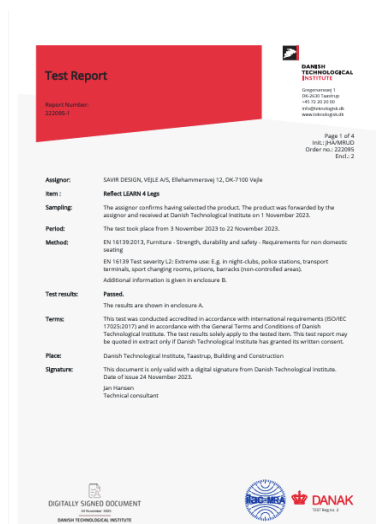 Test Report
Report Number:
222095-1
DANISH
TECHNOLOGICAL
INSTITUTE
Gregersensvej 1
DK-2630 Taastrup
+45 72 20 20 00
info@teknologisk.dk
www.teknologisk.dk
Page 1 of 4
Init.: JHA/MRUD
Order no.: 222095
Encl.: 2
Assignor: SAVIR DESIGN, VEJLE A/S, Ellehammersvej 12, DK-7100 Vejle
Item : Reflect LEARN 4 Legs
Sampling: The assignor confirms having selected the product. The product was forwarded by the
assignor and received at Danish Technological Institute on 1 November 2023.
Period: The test took place from 3 November 2023 to 22 November 2023.
Method: EN 16139:2013, Furniture - Strength, durability and safety - Requirements for non domestic
seating
EN 16139 Test severity L2: Extreme use: E.g. in night-clubs, police stations, transport
terminals, sport changing rooms, prisons, barracks (non-controlled areas).
Additional information is given in enclosure B.
Test results: Passed.
The results are shown in enclosure A.
Terms: This test was conducted accredited in accordance with international requirements (ISO/IEC
17025:2017) and in accordance with the General Terms and Conditions of Danish
Technological Institute. The test results solely apply to the tested item. This test report may
be quoted in extract only if Danish Technological Institute has granted its written consent.
Place: Danish Technological Institute, Taastrup, Building and Construction
Signature: This document is only valid with a digital signature from Danish Technological Institute.
Date of issue 24 November 2023.
Jan Hansen
Technical consultant
DIGITALLY SIGNED DOCUMENT
DANISH TECHNOLOGICAL INSTITUTE
ilac-MRA
DANAK
TEST Reg.nr. 2